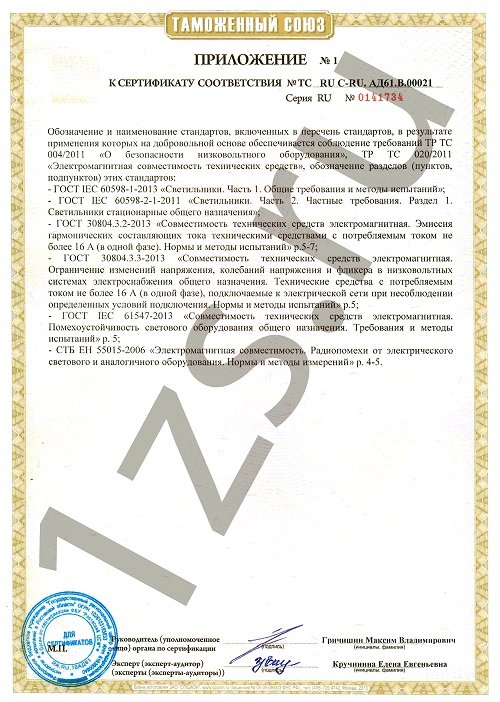 ТАМОЖЕННЫЙ СОЮЗ
ПРИЛОЖЕНИЕ № 1
К СЕРТИФИКАТУ СООТВЕТСТВИЯ № ТС RU C-RU. АД61.В.00021
Серия RU № 0141734
Обозначение и наименование стандартов, включенных в перечень стандартов, в результате
применения которых на добровольной основе обеспечивается соблюдение требований ТР ТС
004/2011 «О безопасности низковольтного оборудования», ТР ТС 020/2011
«Электромагнитная совместимость технических средств», обозначение разделов (пунктов,
подпунктов) этих стандартов:
- ГОСТ IEC 60598-1-2013 «Светильники. Часть 1. Общие требования и методы испытаний»;
- ГОСТ IEC 60598-2-1-2011 «Светильники. Часть 2. Частные требования. Раздел 1.
Светильники стационарные общего назначения»;
- ГОСТ 30804.3.2-2013 «Совместимость технических средств электромагнитная. Эмиссия
гармонических составляющих тока техническими средствами с потребляемым током не
более 16 А (в одной фазе). Нормы и методы испытаний» р.5-7;
- ГОСТ 30804.3.3-2013 «Совместимость технических средств электромагнитная.
Ограничение изменений напряжения, колебаний напряжения и фликера в низковольтных
системах электроснабжения общего назначения. Технические средства с потребляемым
током не более 16 А (в одной фазе), подключаемые к электрической сети при несоблюдении
определенных условий подключения. Нормы и методы испытаний» р.5;
- ГОСТ IEC 61547-2013 «Совместимость технических средств электромагнитная.
Помехоустойчивость светового оборудования общего назначения. Требования и методы
испытаний» р. 5;
- СТБ ЕН 55015-2006 «Электромагнитная совместимость. Радиопомехи от электрического
светового и аналогичного оборудования. Нормы и методы измерений» р. 4-5.
1zs.ru
ДЛЯ
СЕРТИФИКАТОВ
М.П.
Руководитель (уполномоченное
лицо) органа по сертификации
(подпись)
Гричишин Максим Владимирович
(инициалы, фамилия)
Эксперт (эксперт-аудитор)
(эксперты (эксперты-аудиторы))
(подпись)
Кручинина Елена Евгеньевна
(инициалы, фамилия)